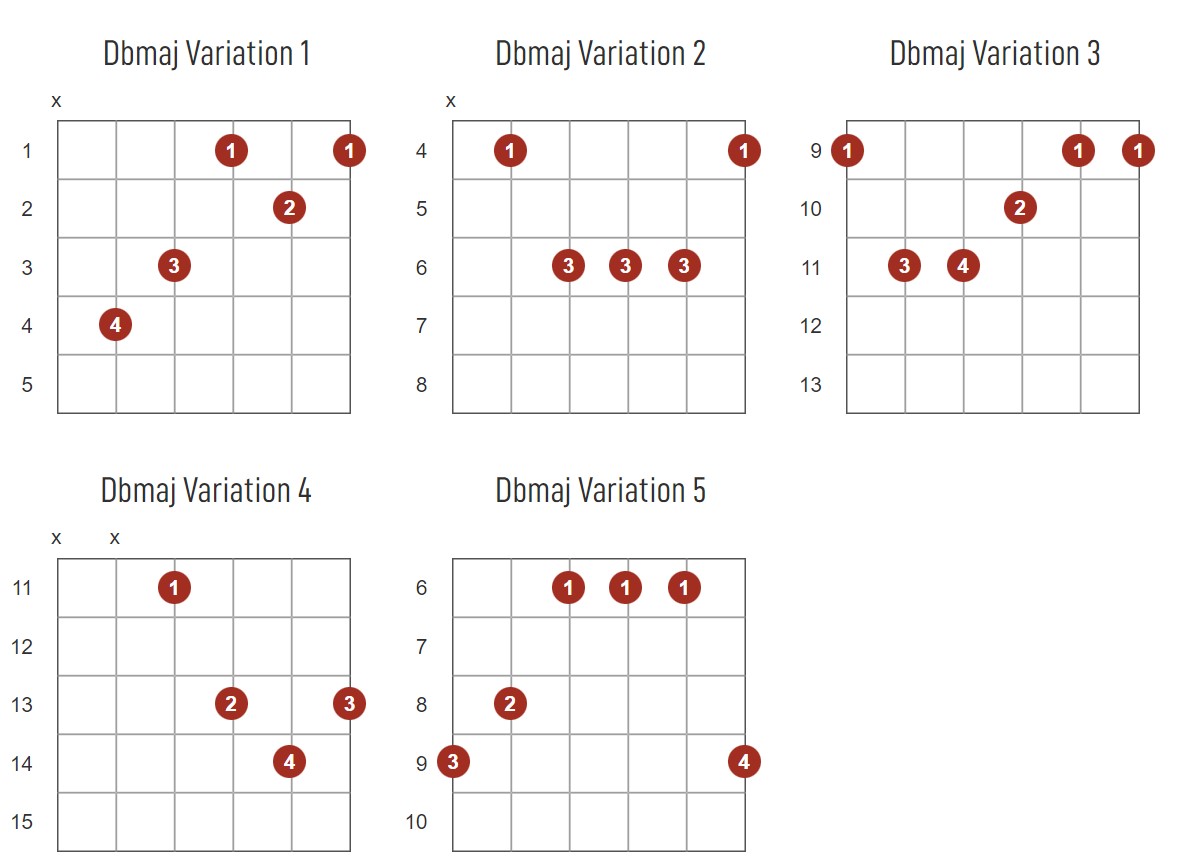 Dbmaj Variation 1
x
1 1 1
2 2
3 3
4 4
5
Dbmaj Variation 2
x
4 1 1
5
6 3 3 3
7
8
Dbmaj Variation 3
9 1 1 1
10 2
11 3 4
12
13
Dbmaj Variation 4
x x
11 1
12
13 2 3
14 4
15
Dbmaj Variation 5
6 1 1 1
7
8 2
9 3 4
10